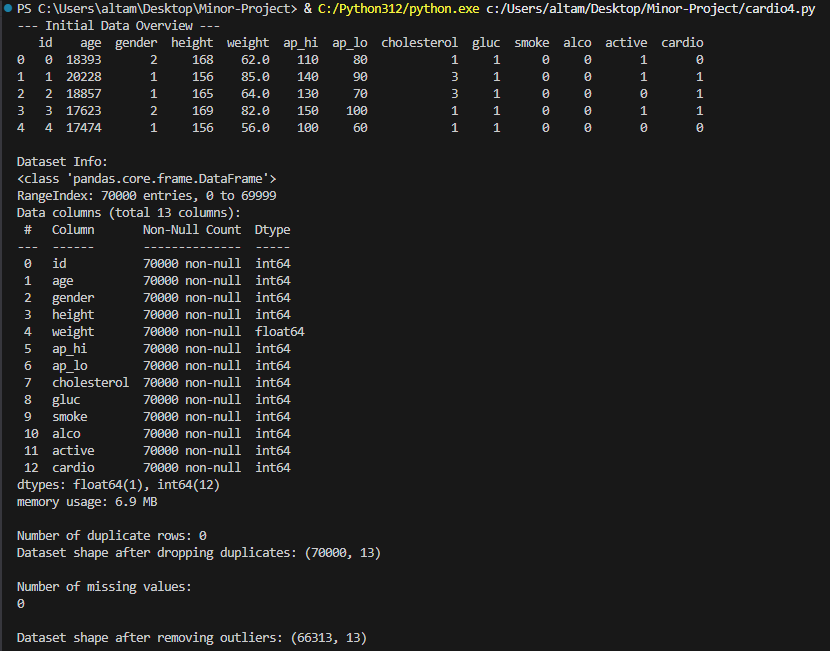 PS C:\Users\altam\Desktop\Minor-Project> & C:/Python312/python.exe c:/Users/altam/Desktop/Minor-Project/cardio4.py
--- Initial Data Overview ---
   id    age  gender  height  weight  ap_hi  ap_lo  cholesterol  gluc  smoke  alco  active  cardio
0   0  18393       2     168    62.0    110     80            1     1      0     0       1       0
1   1  20228       1     156    85.0    140     90            3     1      0     0       1       1
2   2  18857       1     165    64.0    130     70            3     1      0     0       0       1
3   3  17623       2     169    82.0    150    100            1     1      0     0       1       1
4   4  17474       1     156    56.0    100     60            1     1      0     0       0       0
Dataset Info:
<class 'pandas.core.frame.DataFrame'>
RangeIndex: 70000 entries, 0 to 69999
Data columns (total 13 columns):
 #   Column       Non-Null Count  Dtype
---  ------       --------------  -----
 0   id           70000 non-null  int64
 1   age          70000 non-null  int64
 2   gender       70000 non-null  int64
 3   height       70000 non-null  int64
 4   weight       70000 non-null  float64
 5   ap_hi        70000 non-null  int64
 6   ap_lo        70000 non-null  int64
 7   cholesterol  70000 non-null  int64
 8   gluc         70000 non-null  int64
 9   smoke        70000 non-null  int64
 10  alco         70000 non-null  int64
 11  active       70000 non-null  int64
 12  cardio       70000 non-null  int64
dtypes: float64(1), int64(12)
memory usage: 6.9 MB
Number of duplicate rows: 0
Dataset shape after dropping duplicates: (70000, 13)
Number of missing values:
0
Dataset shape after removing outliers: (66313, 13)